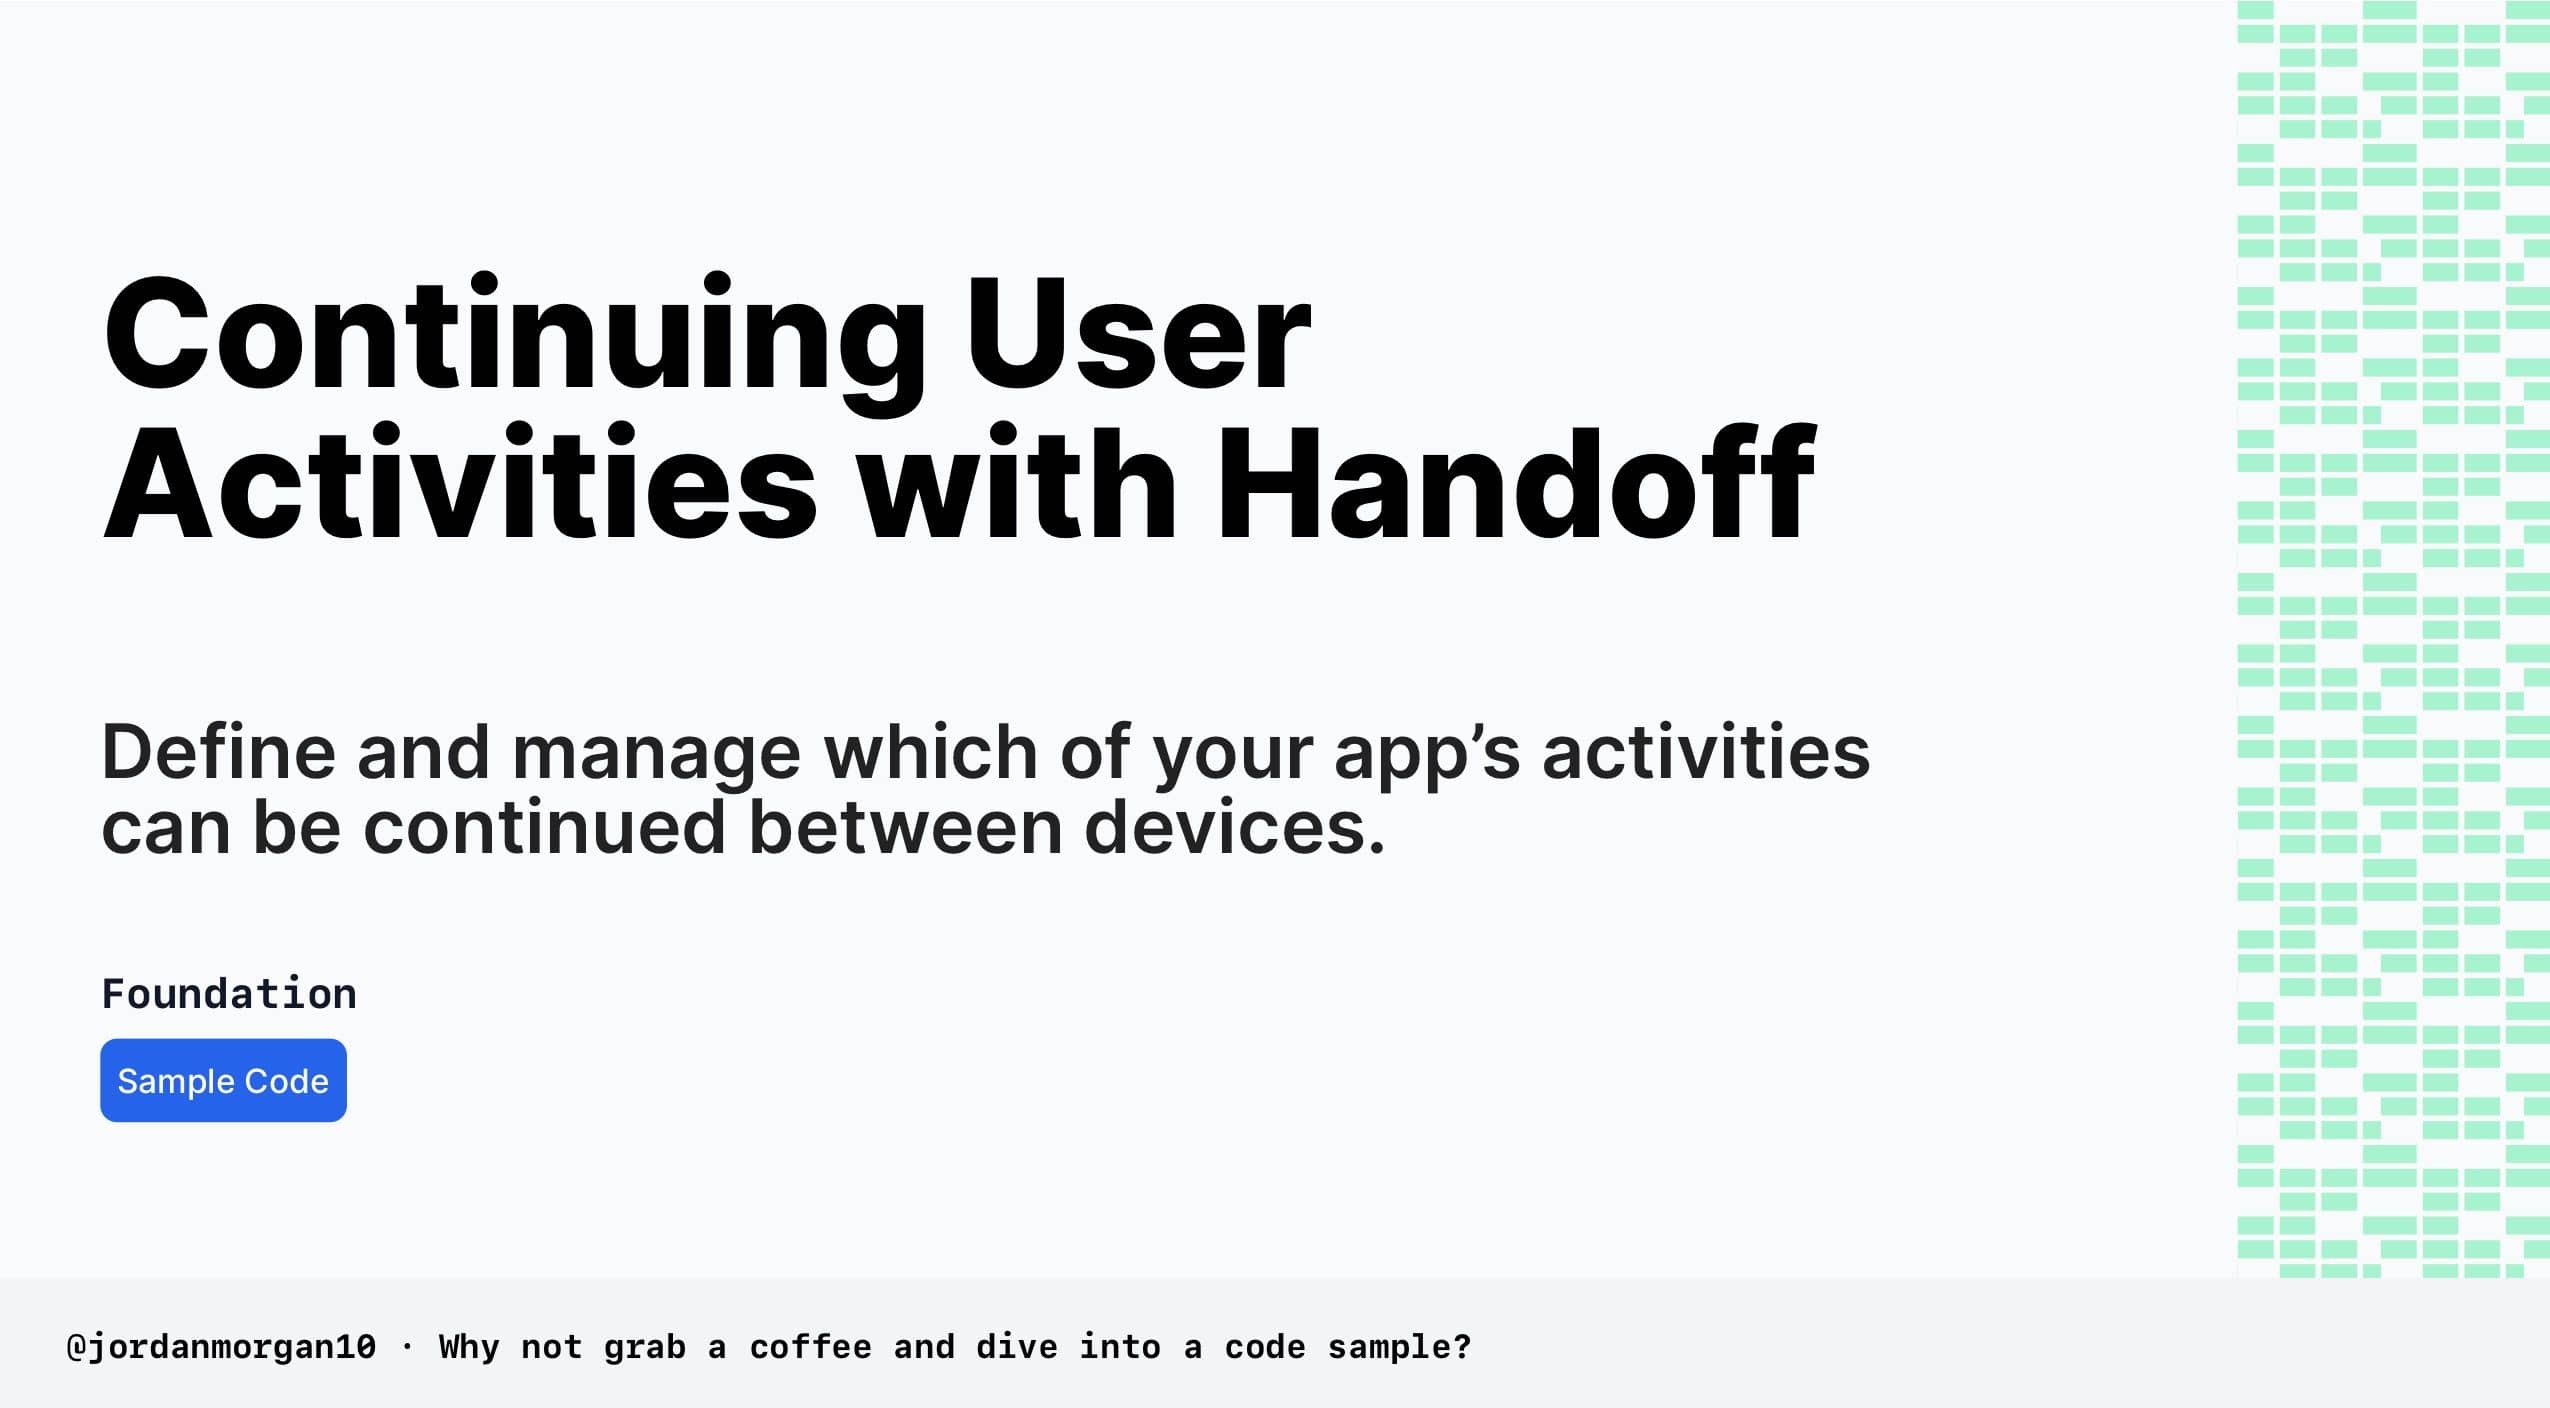 Continuing User
Activities with Handoff
Define and manage which of your app’s activities
can be continued between devices.
Foundation
Sample Code
@jordanmorgan10 · Why not grab a coffee and dive into a code sample?